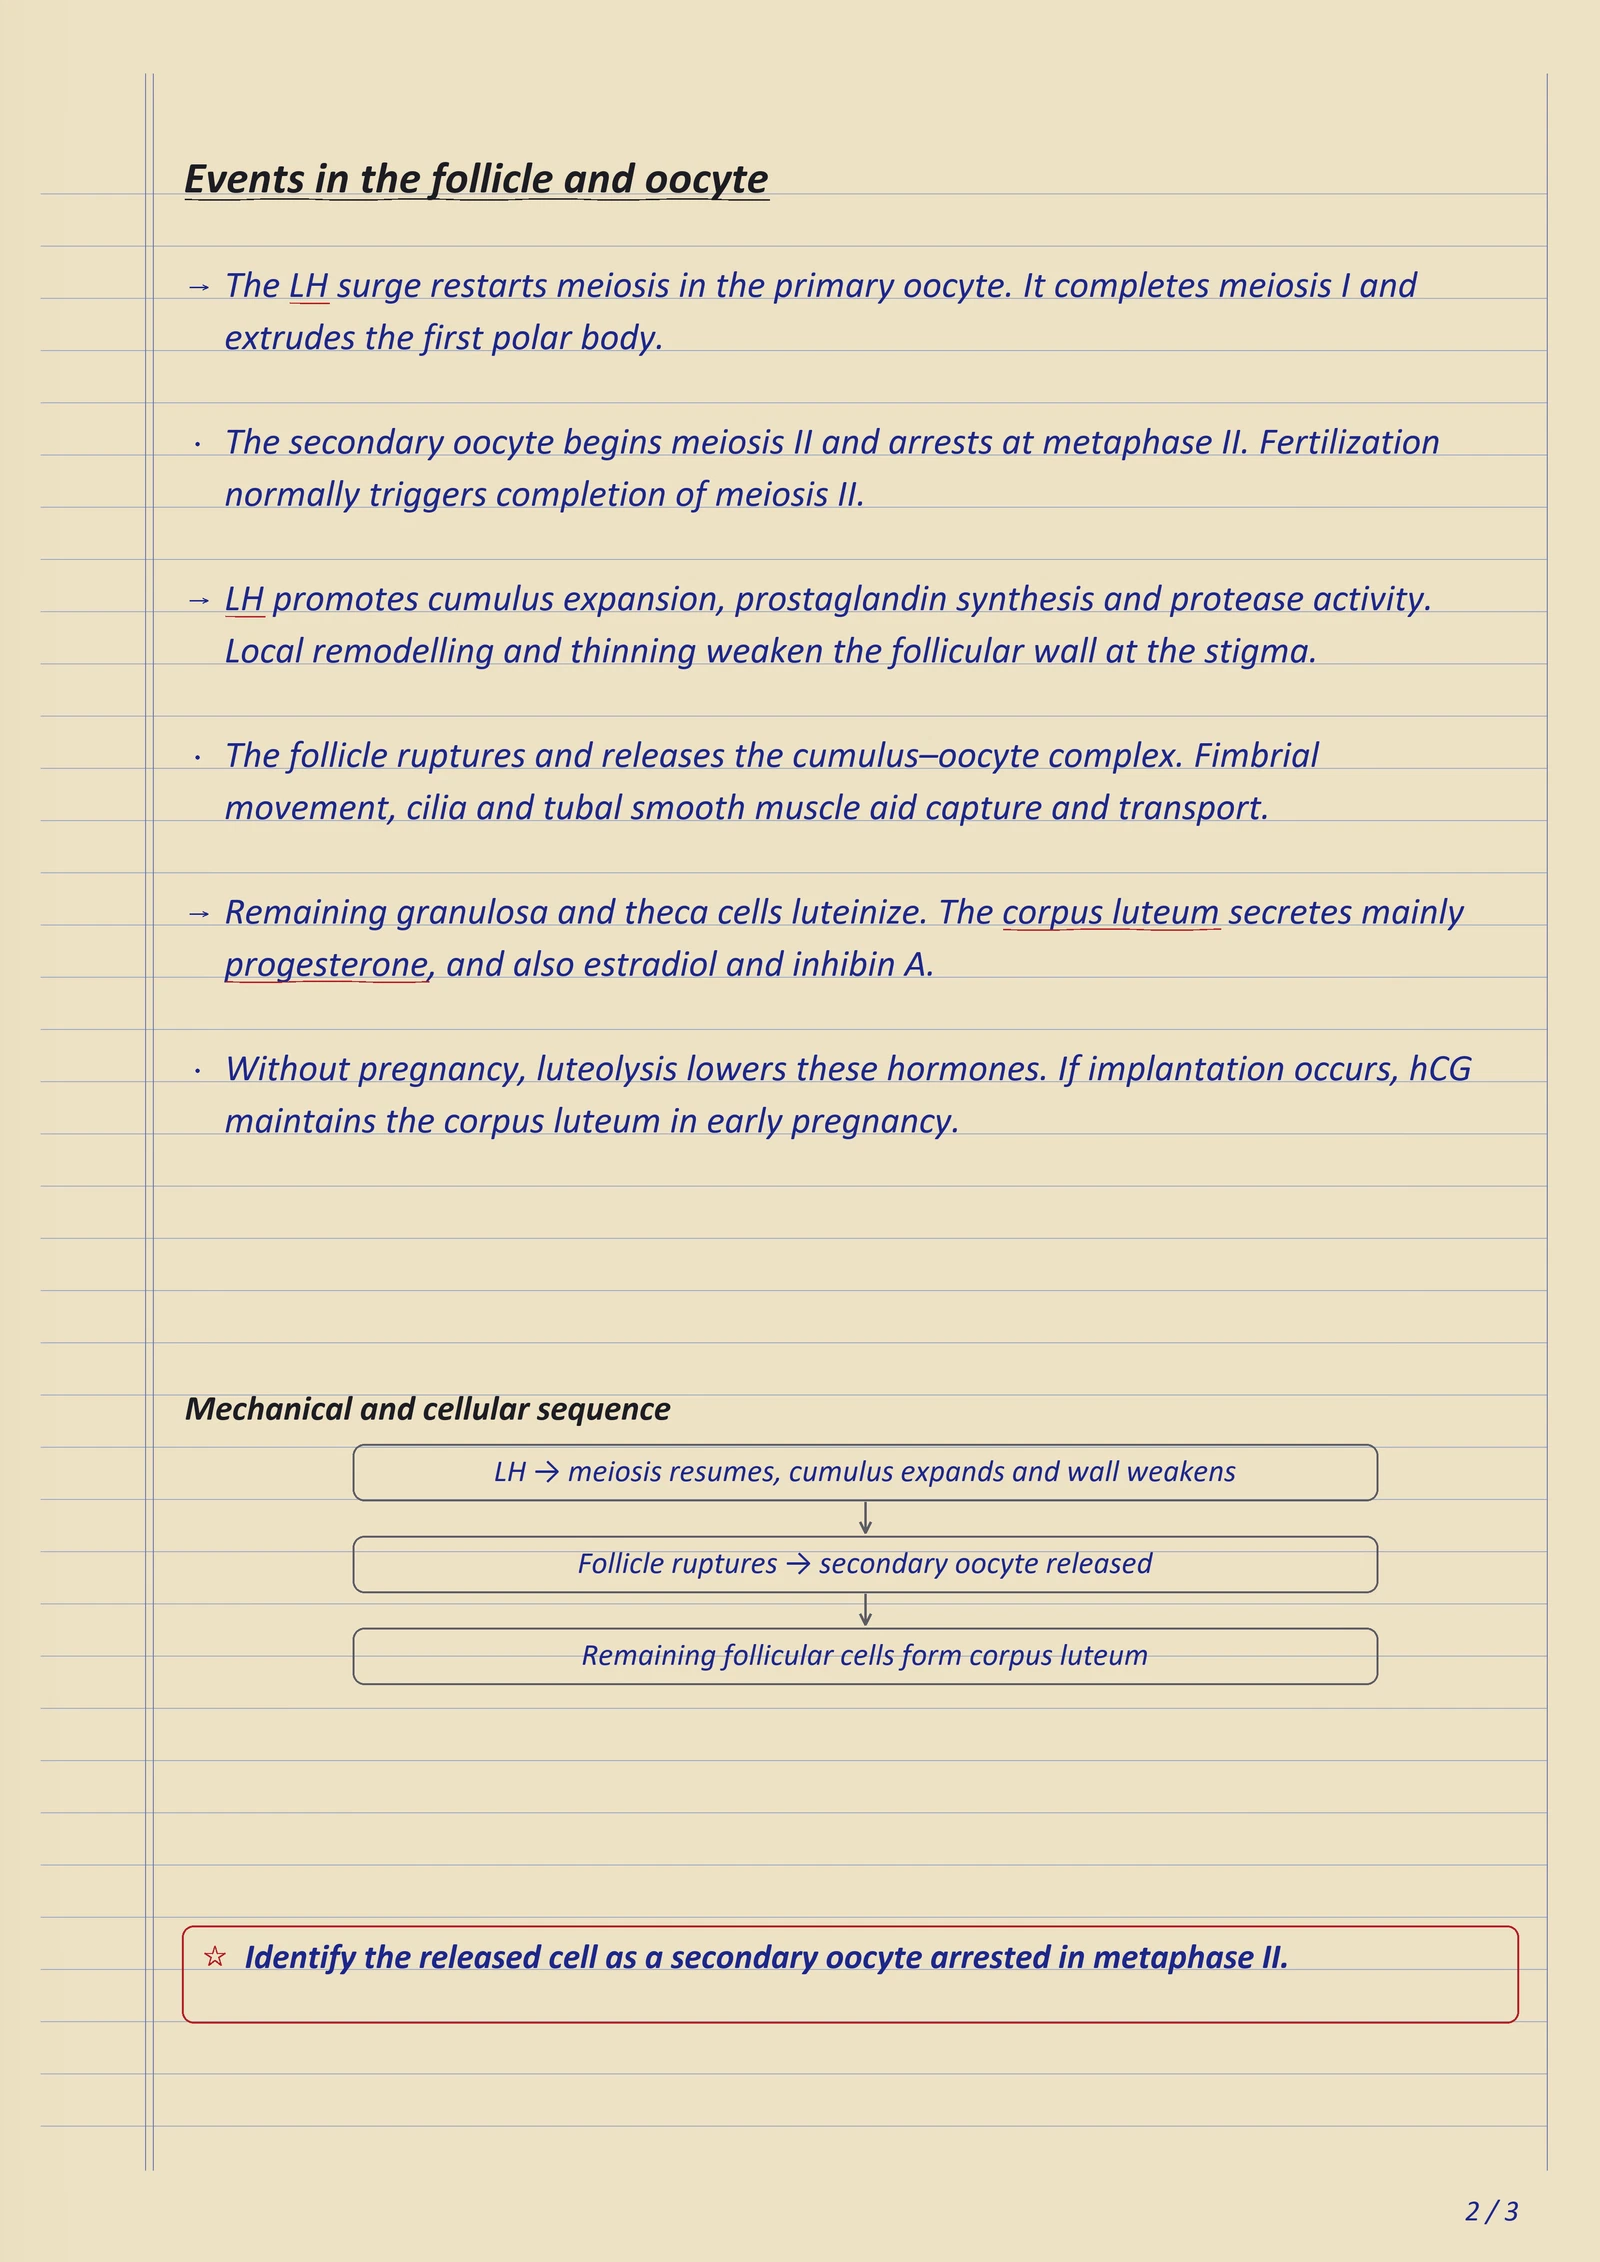 Events in the follicle and oocyte
→ The LH surge restarts meiosis in the primary oocyte. It completes meiosis I and
extrudes the first polar body.
· The secondary oocyte begins meiosis II and arrests at metaphase II. Fertilization
normally triggers completion of meiosis II.
→ LH promotes cumulus expansion, prostaglandin synthesis and protease activity.
Local remodelling and thinning weaken the follicular wall at the stigma.
· The follicle ruptures and releases the cumulus–oocyte complex. Fimbrial
movement, cilia and tubal smooth muscle aid capture and transport.
→ Remaining granulosa and theca cells luteinize. The corpus luteum secretes mainly
progesterone, and also estradiol and inhibin A.
· Without pregnancy, luteolysis lowers these hormones. If implantation occurs, hCG
maintains the corpus luteum in early pregnancy.
Mechanical and cellular sequence
LH → meiosis resumes, cumulus expands and wall weakens
Follicle ruptures → secondary oocyte released
Remaining follicular cells form corpus luteum
☆ Identify the released cell as a secondary oocyte arrested in metaphase II.
2 / 3